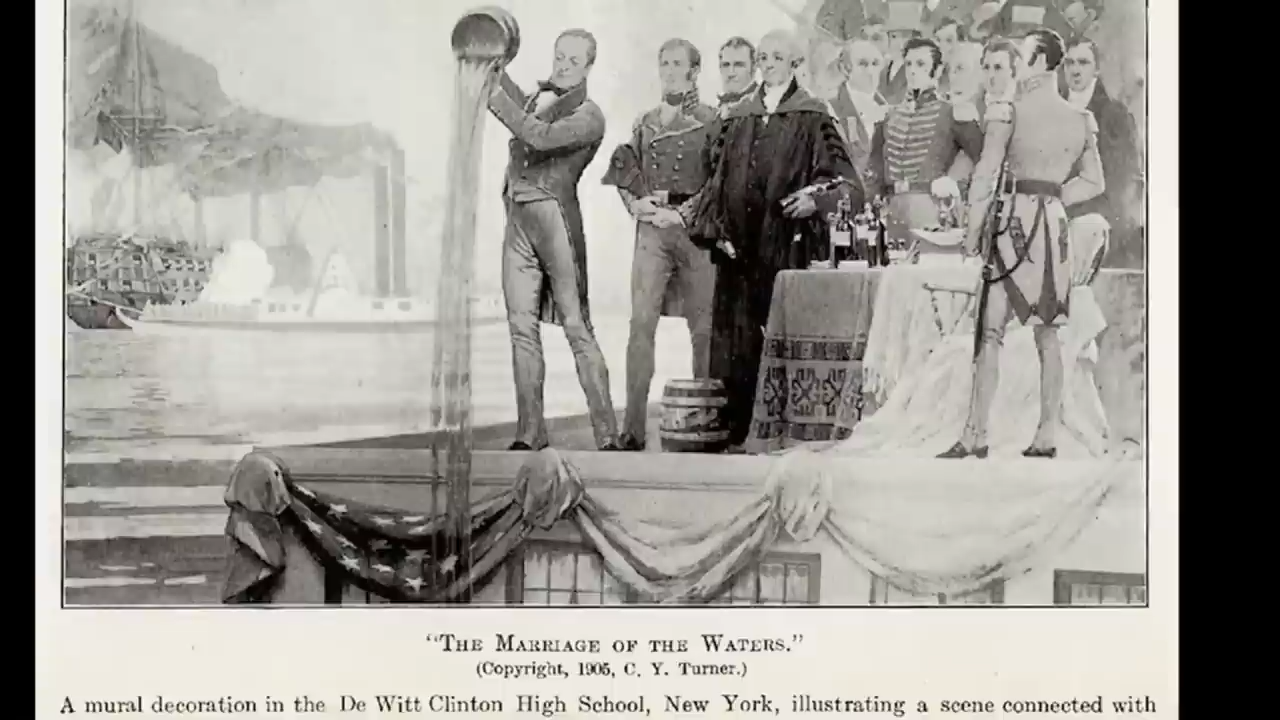 "The Marriage of the Waters."
(Copyright, 1905, C. Y. Turner.)
A mural decoration in the De Witt Clinton High School, New York, illustrating a scene connected with